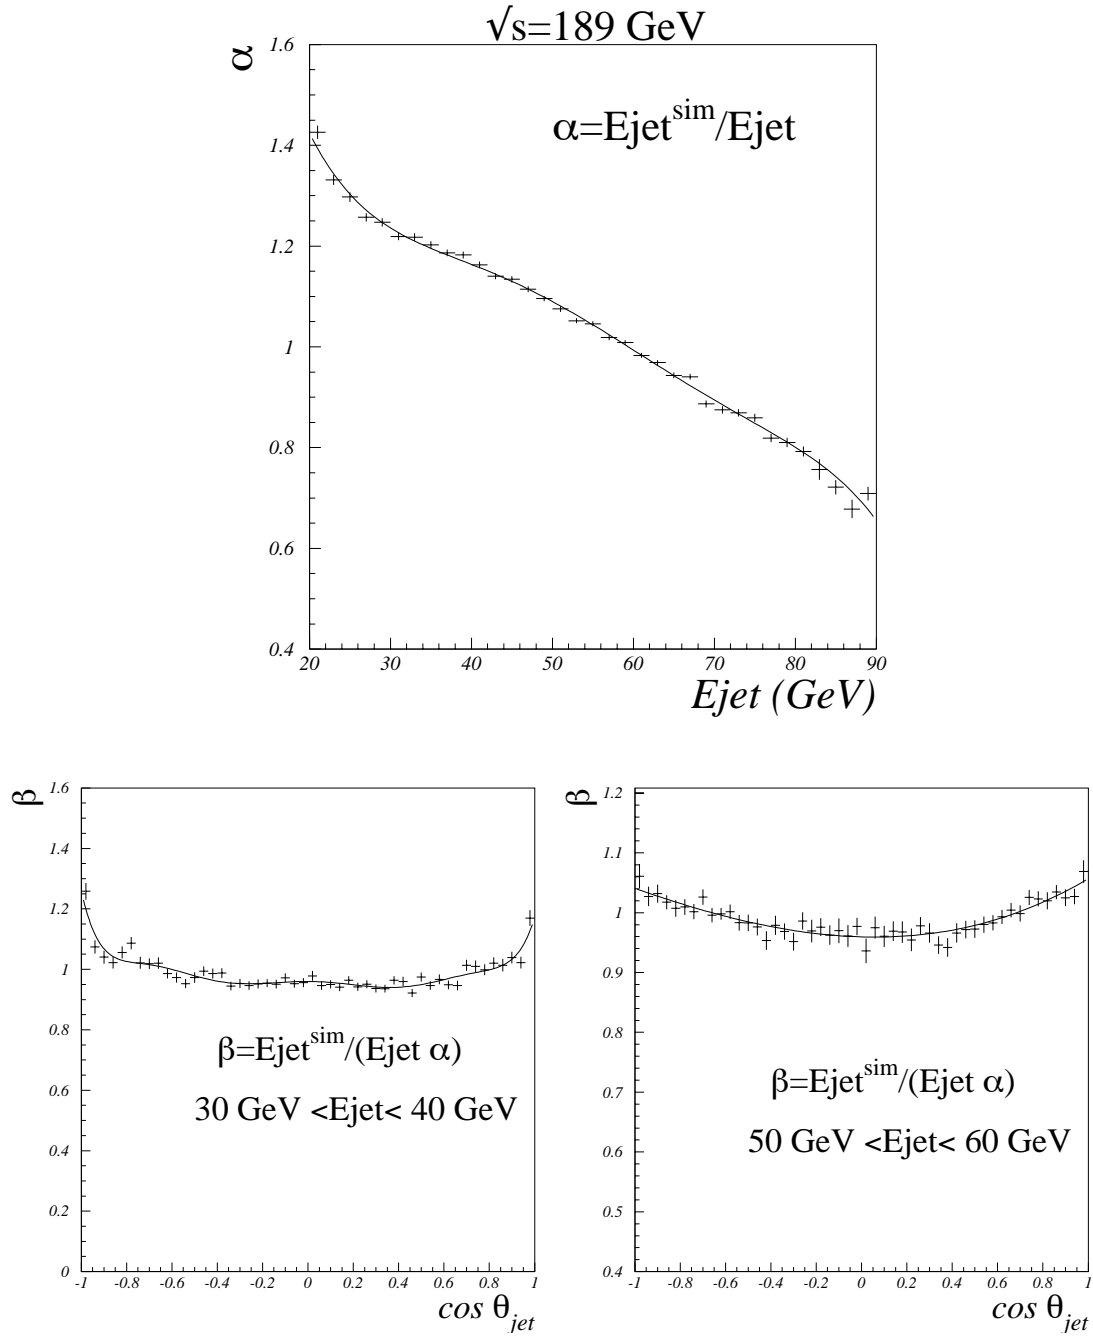 √s=189 GeV
α
1.6
1.4
1.2
1
0.8
0.6
0.4
α=Ejet^sim/Ejet
20 30 40 50 60 70 80 90
Ejet (GeV)
β
1.6
1.4
1.2
1
0.8
0.6
0.4
0.2
0
β=Ejet^sim/(Ejet α)
30 GeV <Ejet< 40 GeV
-1 -0.8 -0.6 -0.4 -0.2 0 0.2 0.4 0.6 0.8 1
cos θ_jet
β
1.2
1.1
1
0.9
0.8
0.7
0.6
0.5
0.4
β=Ejet^sim/(Ejet α)
50 GeV <Ejet< 60 GeV
-1 -0.8 -0.6 -0.4 -0.2 0 0.2 0.4 0.6 0.8 1
cos θ_jet